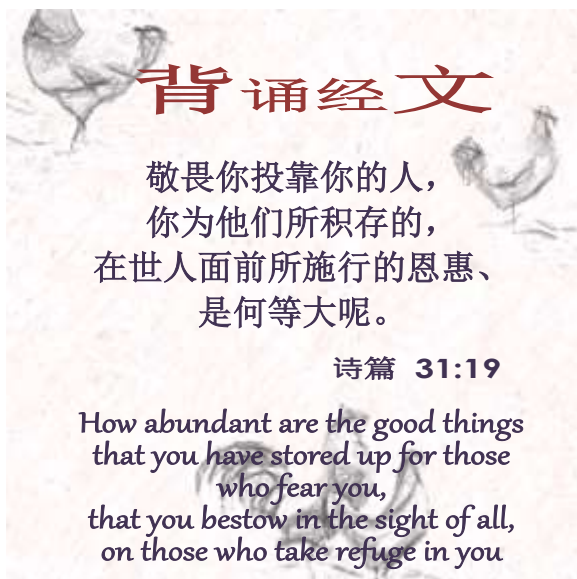 背诵经文
敬畏你投靠你的人，
你为他们所积存的，
在世人面前所施行的恩惠、
是何等大呢。
诗篇 31:19
How abundant are the good things
that you have stored up for those
who fear you,
that you bestow in the sight of all,
on those who take refuge in you